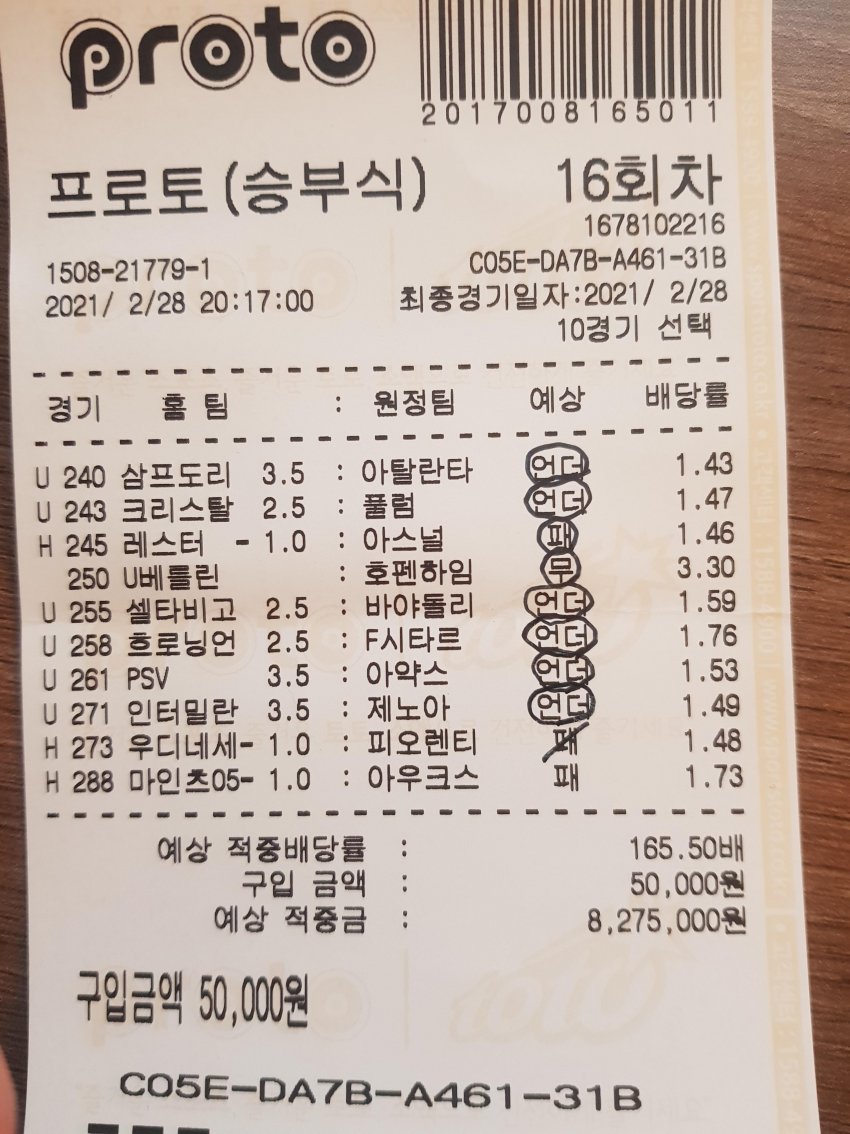 proto
2017008165011
프로토(승부식) 16회차
1678102216
1508-21779-1 C05E-DA7B-A461-31B
2021/ 2/28 20:17:00 최종경기일자:2021/ 2/28
10경기 선택
경기 홈 팀 : 원정팀 예상 배당률
U 240 삼프도리 3.5 : 아탈란타 언더 1.43
U 243 크리스탈 2.5 : 풀럼 언더 1.47
H 245 레스터 - 1.0 : 아스널 패 1.46
250 U베를린 : 호펜하임 무 3.30
U 255 셀타비고 2.5 : 바야돌리 언더 1.59
U 258 흐로닝언 2.5 : F시타르 언더 1.76
U 261 PSV 3.5 : 아약스 언더 1.53
U 271 인터밀란 3.5 : 제노아 언더 1.49
H 273 우디네세- 1.0 : 피오렌티 패 1.48
H 288 마인츠05- 1.0 : 아우크스 패 1.73
예상 적중배당률 : 165.50배
구입 금액 : 50,000원
예상 적중금 : 8,275,000원
구입금액 50,000원
C05E-DA7B-A461-31B